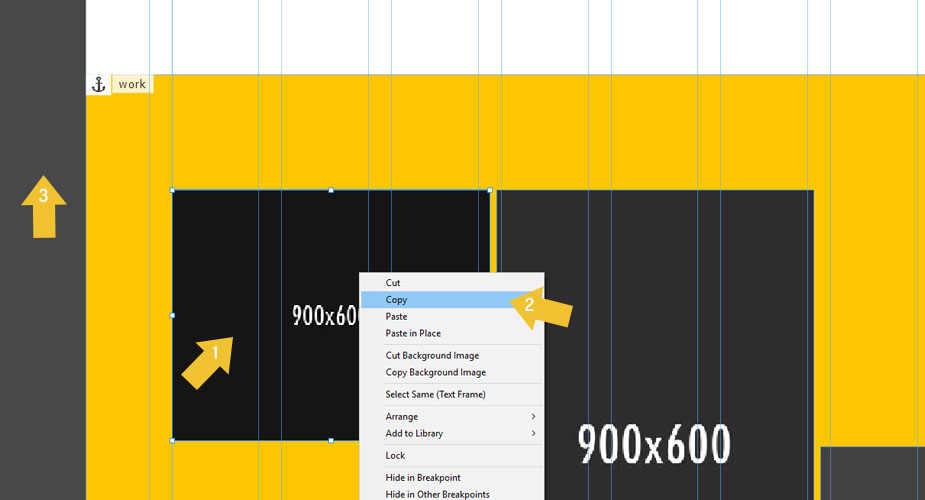 work
3
900x60
1
Cut
Copy
2
Paste
Paste in Place
Cut Background Image
Copy Background Image
Select Same (Text Frame)
Arrange
Add to Library
Lock
Hide in Breakpoint
Hide in Other Breakpoints
900x600